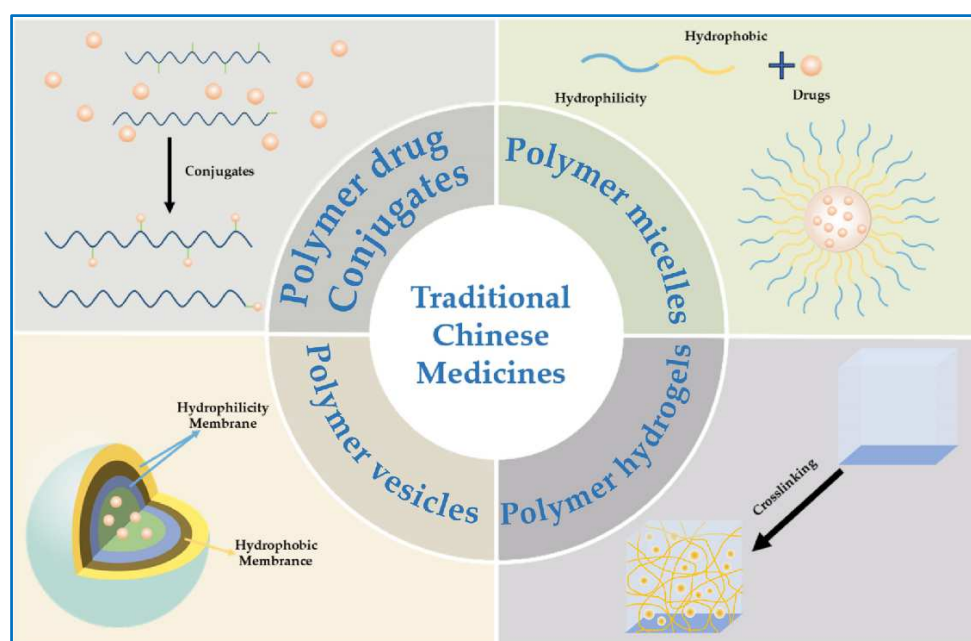 Conjugates
Hydrophobic
Hydrophilicity
Drugs
Polymer drug
Conjugates
Polymer micelles
Traditional
Chinese
Medicines
Polymer vesicles
Polymer hydrogels
Hydrophilicity
Membrane
Hydrophobic
Membrance
Crosslinking